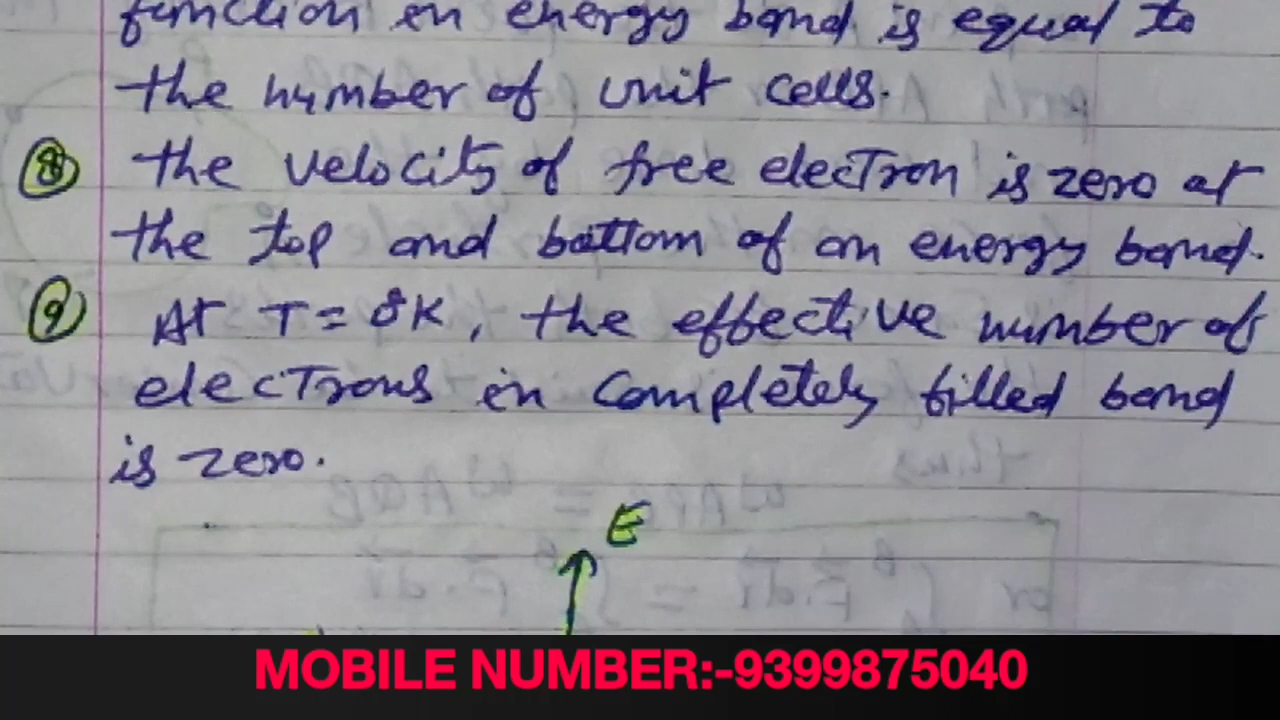 function in energy band is equal to
the number of unit cells.
⑧ the velocity of free electron is zero at
the top and bottom of an energy band.
⑨ At T = 0°K, the effective number of
electrons in completely filled band
is zero.
E
MOBILE NUMBER:-9399875040